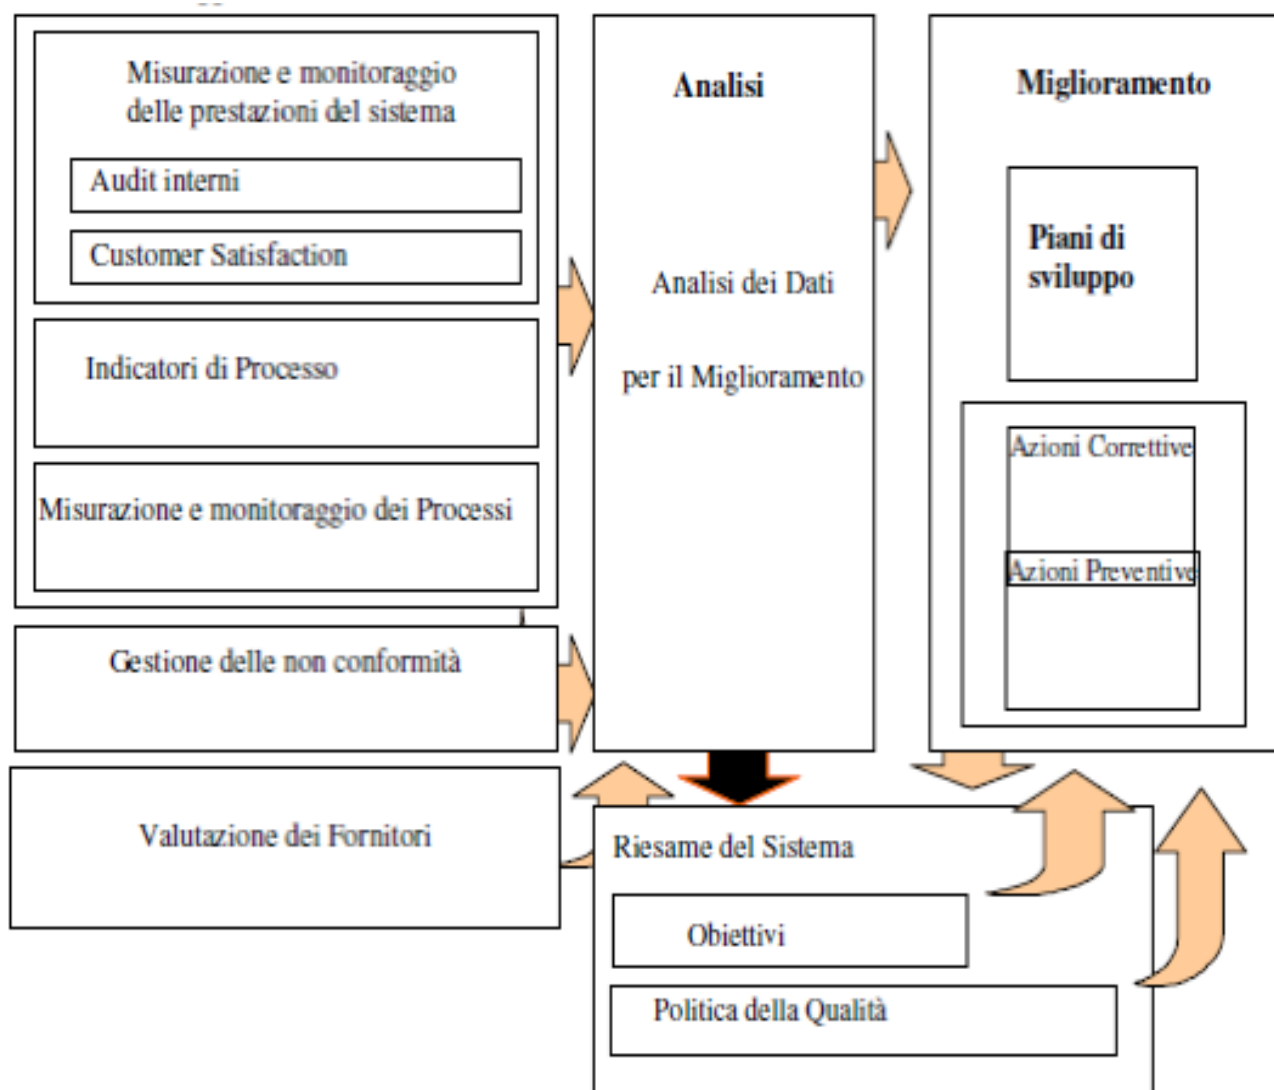 Misurazione e monitoraggio
delle prestazioni del sistema
Audit interni
Customer Satisfaction
Indicatori di Processo
Misurazione e monitoraggio dei Processi
Gestione delle non conformità
Valutazione dei Fornitori
Analisi
Analisi dei Dati
per il Miglioramento
Miglioramento
Piani di
sviluppo
Azioni Correttive
Azioni Preventive
Riesame del Sistema
Obiettivi
Politica della Qualità